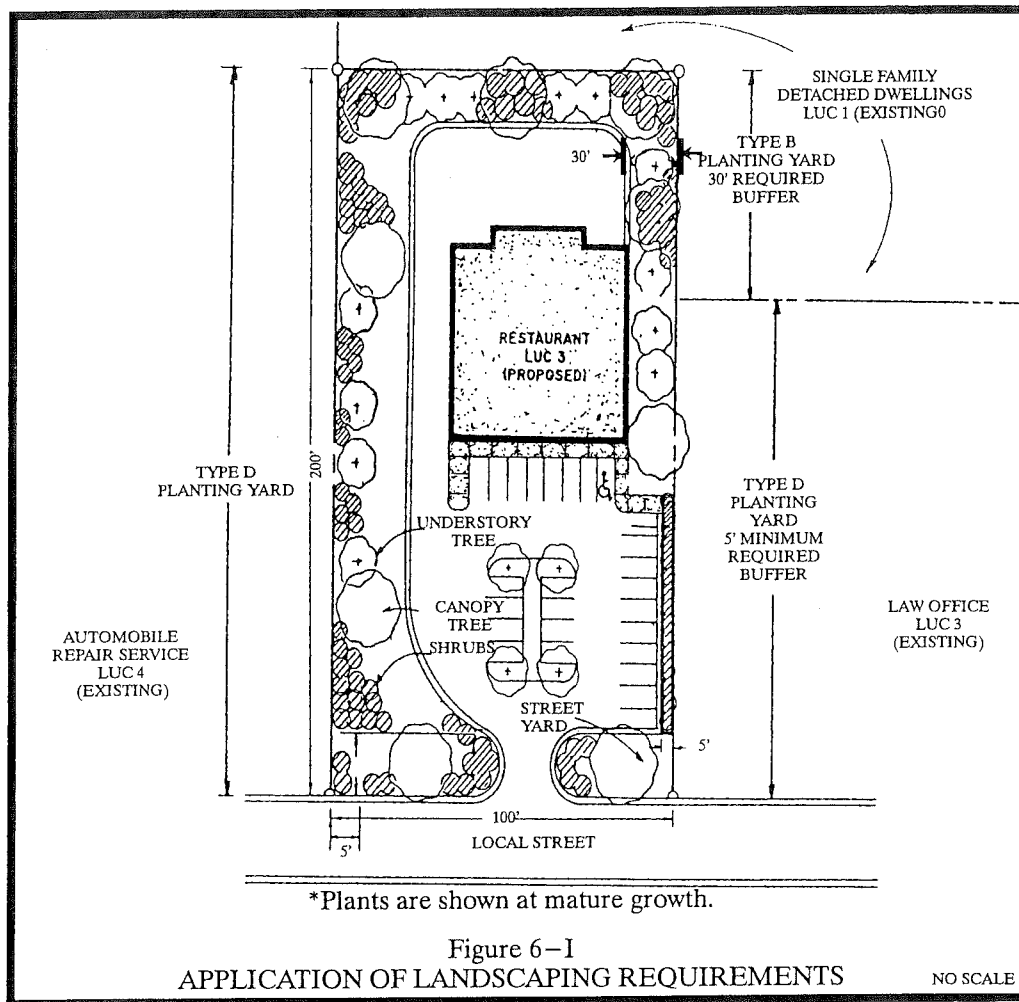 SINGLE FAMILY
DETACHED DWELLINGS
LUC 1 (EXISTING0
TYPE B
PLANTING YARD
30' REQUIRED
BUFFER
30'
RESTAURANT
LUC 3
(PROPOSED)
TYPE D
PLANTING YARD
200'
TYPE D
PLANTING
YARD
5' MINIMUM
REQUIRED
BUFFER
UNDERSTORY
TREE
CANOPY
TREE
SHRUBS
AUTOMOBILE
REPAIR SERVICE
LUC 4
(EXISTING)
LAW OFFICE
LUC 3
(EXISTING)
STREET
YARD
5'
100'
5'
LOCAL STREET
*Plants are shown at mature growth.
Figure 6-I
APPLICATION OF LANDSCAPING REQUIREMENTS
NO SCALE